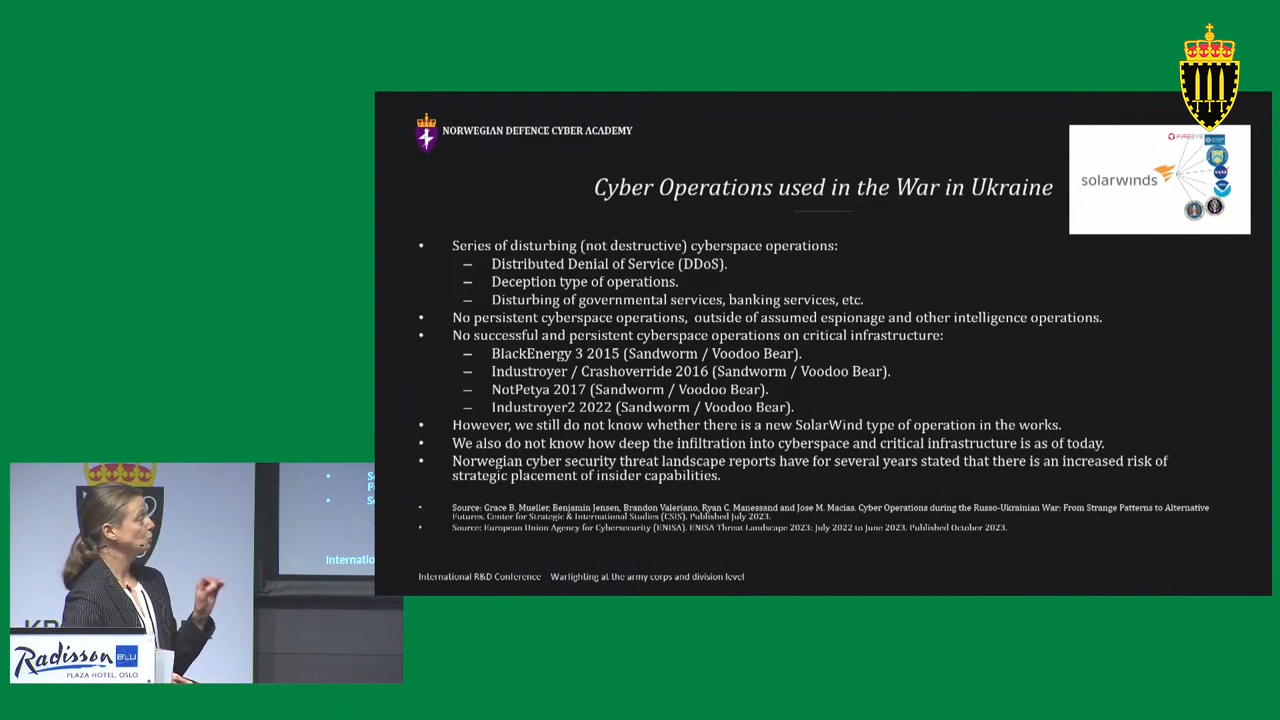 NORWEGIAN DEFENCE CYBER ACADEMY
Cyber Operations used in the War in Ukraine
solarwinds
FIREEYE
NASA
• Series of disturbing (not destructive) cyberspace operations:
– Distributed Denial of Service (DDoS).
– Deception type of operations.
– Disturbing of governmental services, banking services, etc.
• No persistent cyberspace operations, outside of assumed espionage and other intelligence operations.
• No successful and persistent cyberspace operations on critical infrastructure:
– BlackEnergy 3 2015 (Sandworm / Voodoo Bear).
– Industroyer / Crashoverride 2016 (Sandworm / Voodoo Bear).
– NotPetya 2017 (Sandworm / Voodoo Bear).
– Industroyer2 2022 (Sandworm / Voodoo Bear).
• However, we still do not know whether there is a new SolarWind type of operation in the works.
• We also do not know how deep the infiltration into cyberspace and critical infrastructure is as of today.
• Norwegian cyber security threat landscape reports have for several years stated that there is an increased risk of
strategic placement of insider capabilities.
• Source: Grace B. Mueller, Benjamin Jensen, Brandon Valeriano, Ryan C. Manessand and Jose M. Macias. Cyber Operations during the Russo-Ukrainian War: From Strange Patterns to Alternative
Futures. Center for Strategic & International Studies (CSIS). Published July 2023.
• Source: European Union Agency for Cybersecurity (ENISA). ENISA Threat Landscape 2023: July 2022 to June 2023. Published October 2023.
International R&D Conference Warfighting at the army corps and division level
Internatio
Radisson
BLU
PLAZA HOTEL, OSLO